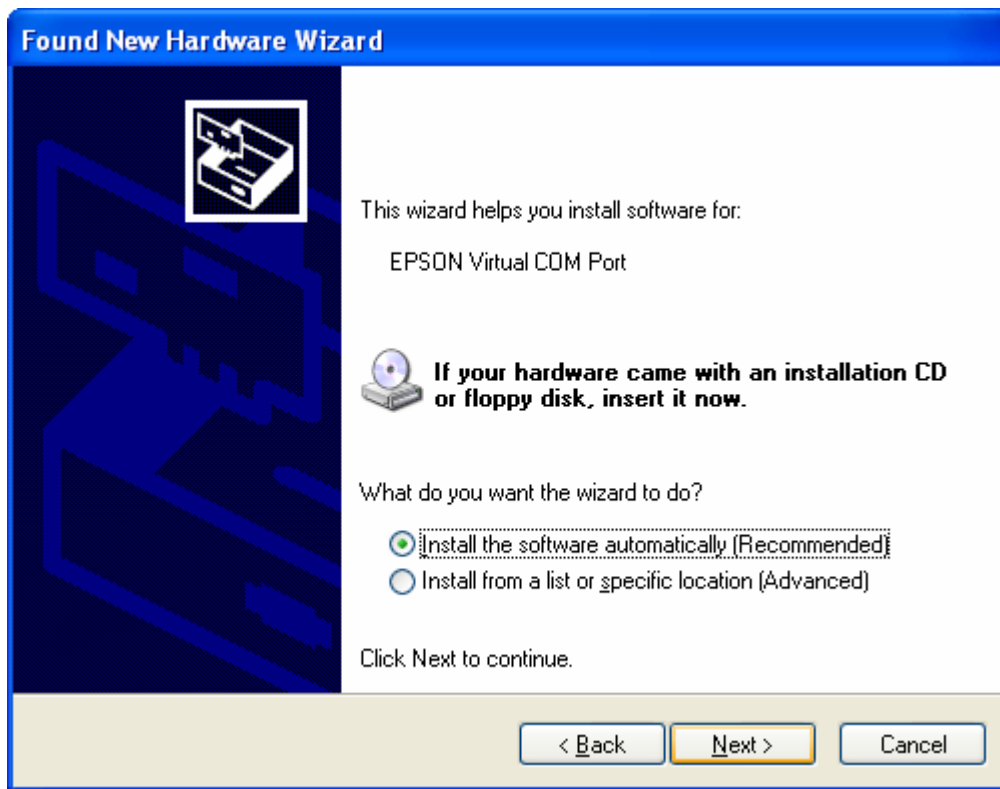 Found New Hardware Wizard
This wizard helps you install software for:
EPSON Virtual COM Port
If your hardware came with an installation CD
or floppy disk, insert it now.
What do you want the wizard to do?
Install the software automatically (Recommended)
Install from a list or specific location (Advanced)
Click Next to continue.
< Back
Next >
Cancel